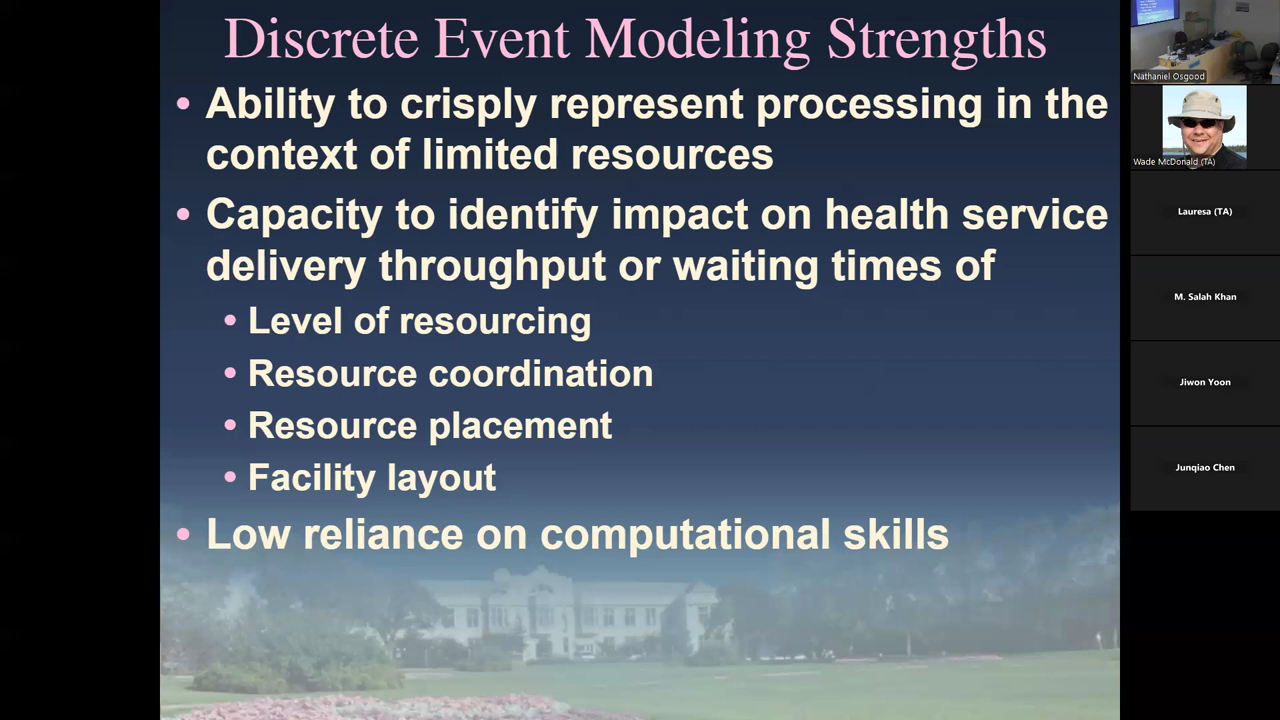 Discrete Event Modeling Strengths
• Ability to crisply represent processing in the
context of limited resources
• Capacity to identify impact on health service
delivery throughput or waiting times of
• Level of resourcing
• Resource coordination
• Resource placement
• Facility layout
• Low reliance on computational skills
Nathaniel Osgood
Wade McDonald (TA)
Lauresa (TA)
M. Salah Khan
Jiwon Yoon
Junqiao Chen